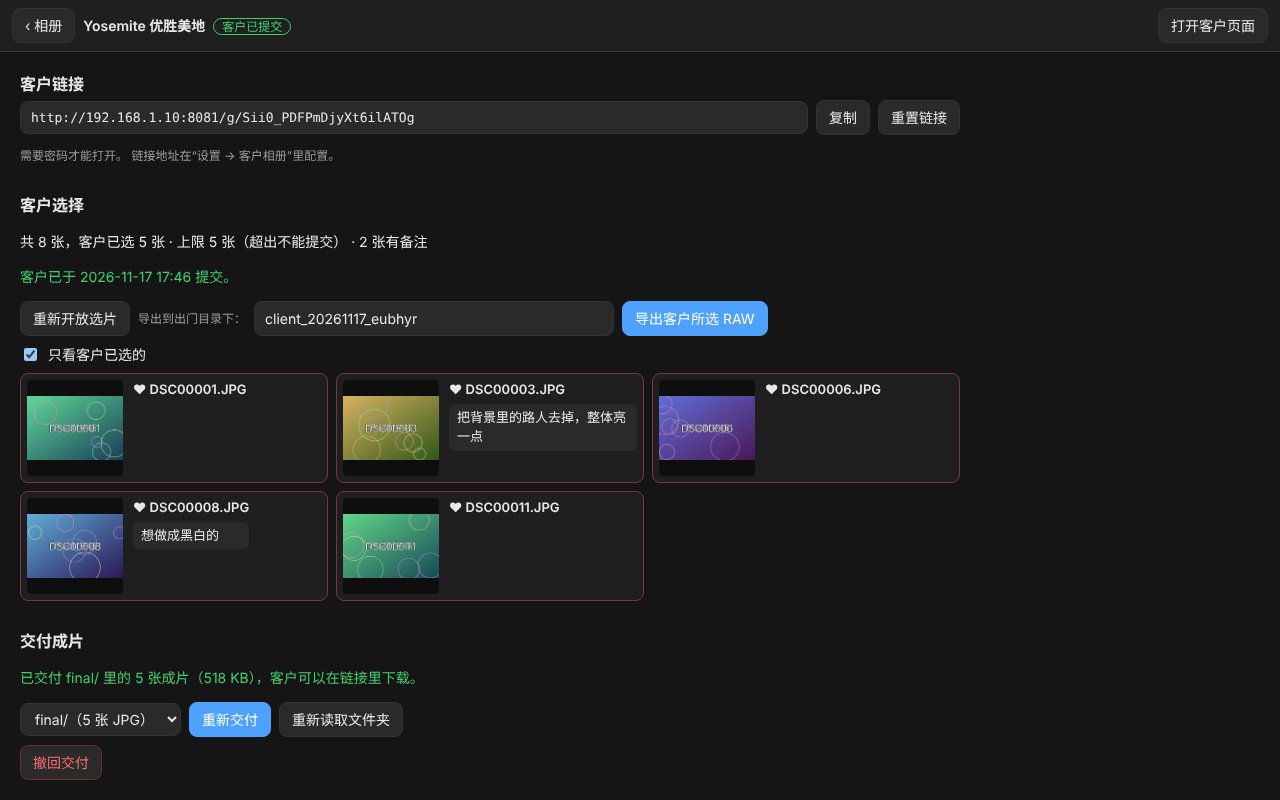 ‹ 相册 Yosemite 优胜美地 客户已提交 打开客户页面
客户链接
http://192.168.1.10:8081/g/Sii0_PDFPmDjyXt6ilATOg 复制 重置链接
需要密码才能打开。 链接地址在“设置 → 客户相册”里配置。
客户选择
共 8 张，客户已选 5 张 · 上限 5 张（超出不能提交） · 2 张有备注
客户已于 2026-11-17 17:46 提交。
重新开放选片 导出到出门目录下： client_20261117_eubhyr 导出客户所选 RAW
只看客户已选的
♥ DSC00001.JPG
♥ DSC00003.JPG
把背景里的路人去掉，整体亮
一点
♥ DSC00006.JPG
♥ DSC00008.JPG
想做成黑白的
♥ DSC00011.JPG
交付成片
已交付 final/ 里的 5 张成片（518 KB），客户可以在链接里下载。
final/（5 张 JPG） 重新交付 重新读取文件夹
撤回交付